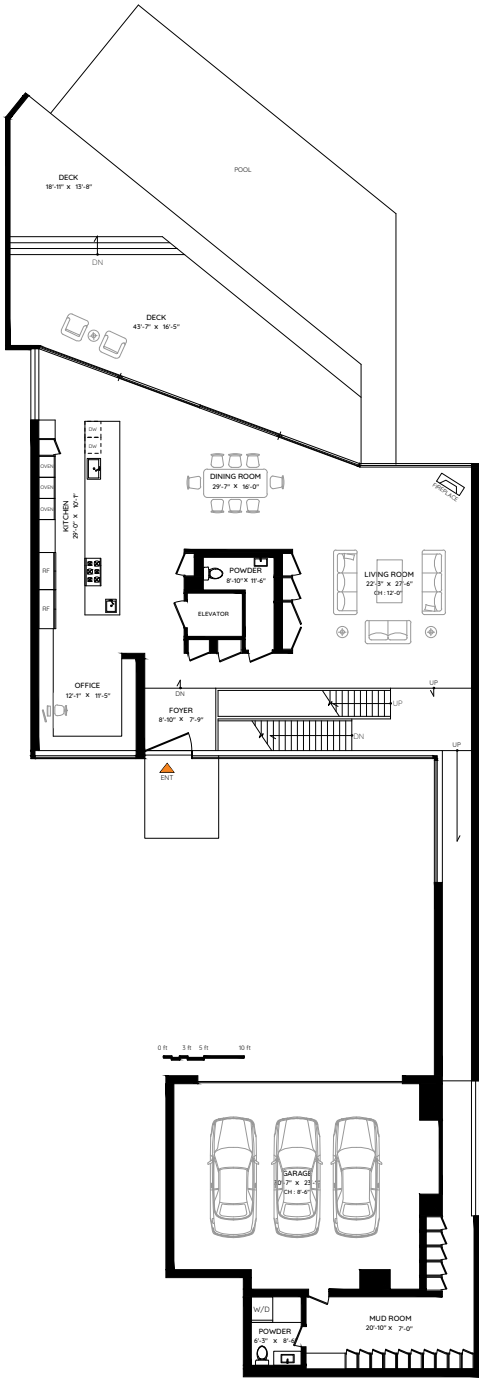 POOL
DECK
18'-11" x 13'-8"
DN
DECK
43'-7" x 16'-5"
DW
DW
OVEN
OVEN
OVEN
KITCHEN
29'-0" x 10'-1"
RF
RF
DINING ROOM
29'-7" x 16'-0"
FIREPLACE
POWDER
8'-10" x 11'-6"
ELEVATOR
LIVING ROOM
22'-3" x 27'-6"
CH : 12'-0"
OFFICE
12'-1" x 11'-5"
DN
UP
FOYER
8'-10" x 7'-9"
UP
DN
UP
ENT
0 ft 3 ft 5 ft 10 ft
GARAGE
CH : 8'-6"
W/D
POWDER
6'-3" x 8'-6
MUD ROOM
20'-10" x 7'-0"